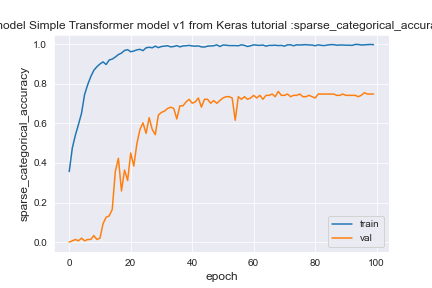 model Simple Transformer model v1 from Keras tutorial :sparse_categorical_accura
1.0
0.8
0.6
0.4
0.2
0.0
sparse_categorical_accuracy
0
20
40
60
80
100
epoch
train
val